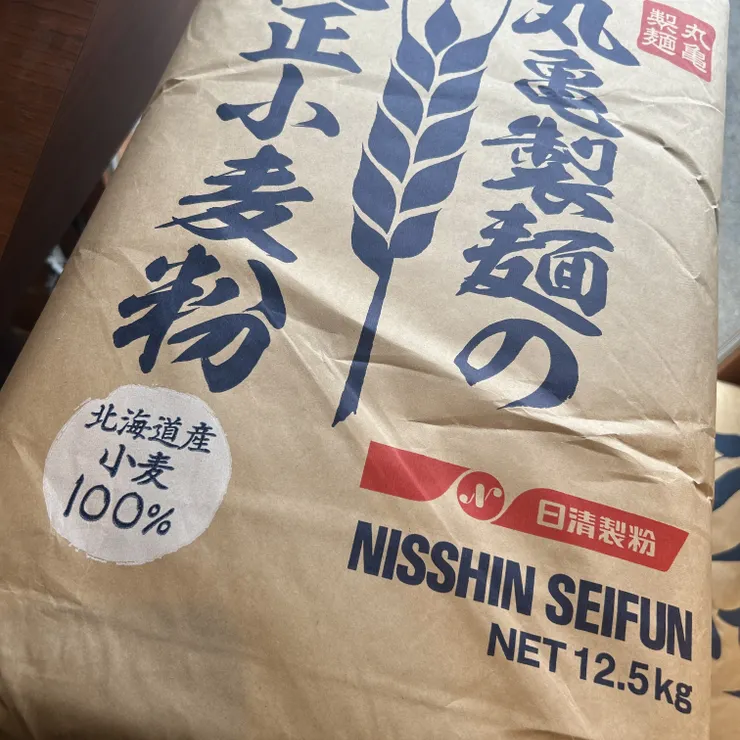 丸亀
製麺
丸亀製麺の
正小麦粉
北海道産
小麦
100%
N
日清製粉
NISSHIN SEIFUN
NET 12.5kg